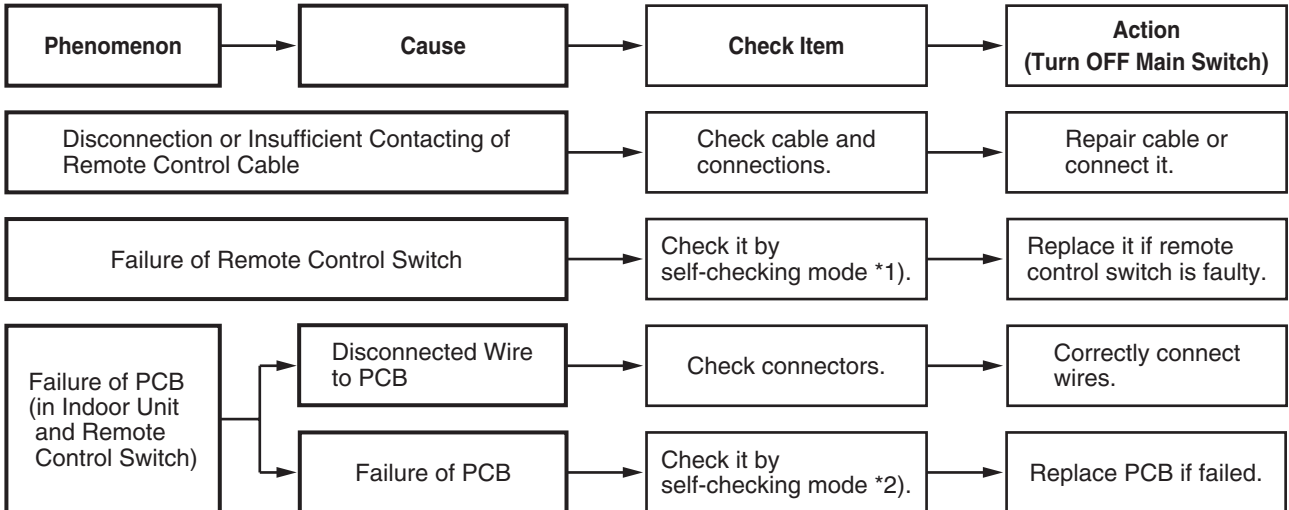 Phenomenon
Cause
Check Item
Action
(Turn OFF Main Switch)
Disconnection or Insufficient Contacting of
Remote Control Cable
Check cable and
connections.
Repair cable or
connect it.
Failure of Remote Control Switch
Check it by
self-checking mode *1).
Replace it if remote
control switch is faulty.
Failure of PCB
(in Indoor Unit
and Remote
Control Switch)
Disconnected Wire
to PCB
Check connectors.
Correctly connect
wires.
Failure of PCB
Check it by
self-checking mode *2).
Replace PCB if failed.